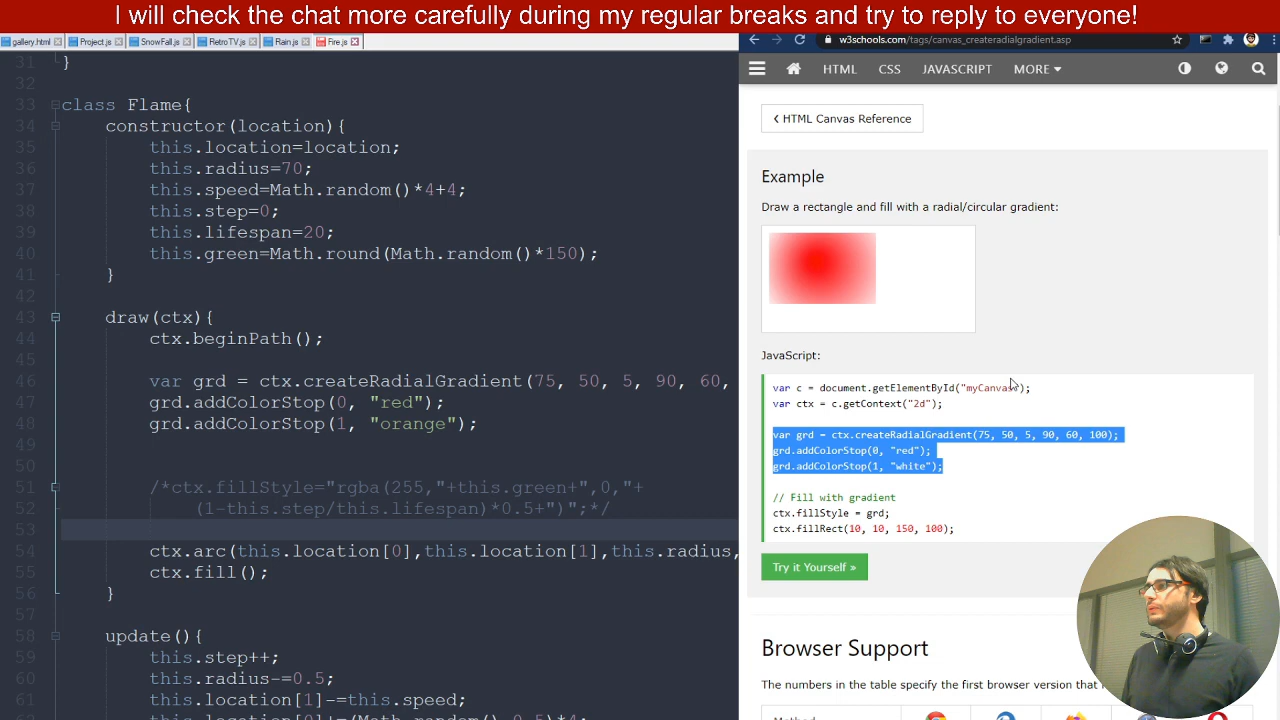 I will check the chat more carefully during my regular breaks and try to reply to everyone!
gallery.html Project.js SnowFall.js RetroTV.js Rain.js Fire.js
31 }
32
33 class Flame{
34 constructor(location){
35 this.location=location;
36 this.radius=70;
37 this.speed=Math.random()*4+4;
38 this.step=0;
39 this.lifespan=20;
40 this.green=Math.round(Math.random()*150);
41 }
42
43 draw(ctx){
44 ctx.beginPath();
45
46 var grd = ctx.createRadialGradient(75, 50, 5, 90, 60,
47 grd.addColorStop(0, "red");
48 grd.addColorStop(1, "orange");
49
50
51 /*ctx.fillStyle="rgba(255,"+this.green+",0,"+
52 (1-this.step/this.lifespan)*0.5+")";*/
53
54 ctx.arc(this.location[0],this.location[1],this.radius,
55 ctx.fill();
56 }
57
58 update(){
59 this.step++;
60 this.radius-=0.5;
61 this.location[1]-=this.speed;
w3schools.com/tags/canvas_createradialgradient.asp
HTML CSS JAVASCRIPT MORE
❮ HTML Canvas Reference
Example
Draw a rectangle and fill with a radial/circular gradient:
JavaScript:
var c = document.getElementById("myCanvas");
var ctx = c.getContext("2d");
var grd = ctx.createRadialGradient(75, 50, 5, 90, 60, 100);
grd.addColorStop(0, "red");
grd.addColorStop(1, "white");
// Fill with gradient
ctx.fillStyle = grd;
ctx.fillRect(10, 10, 150, 100);
Try it Yourself »
Browser Support
The numbers in the table specify the first browser version that